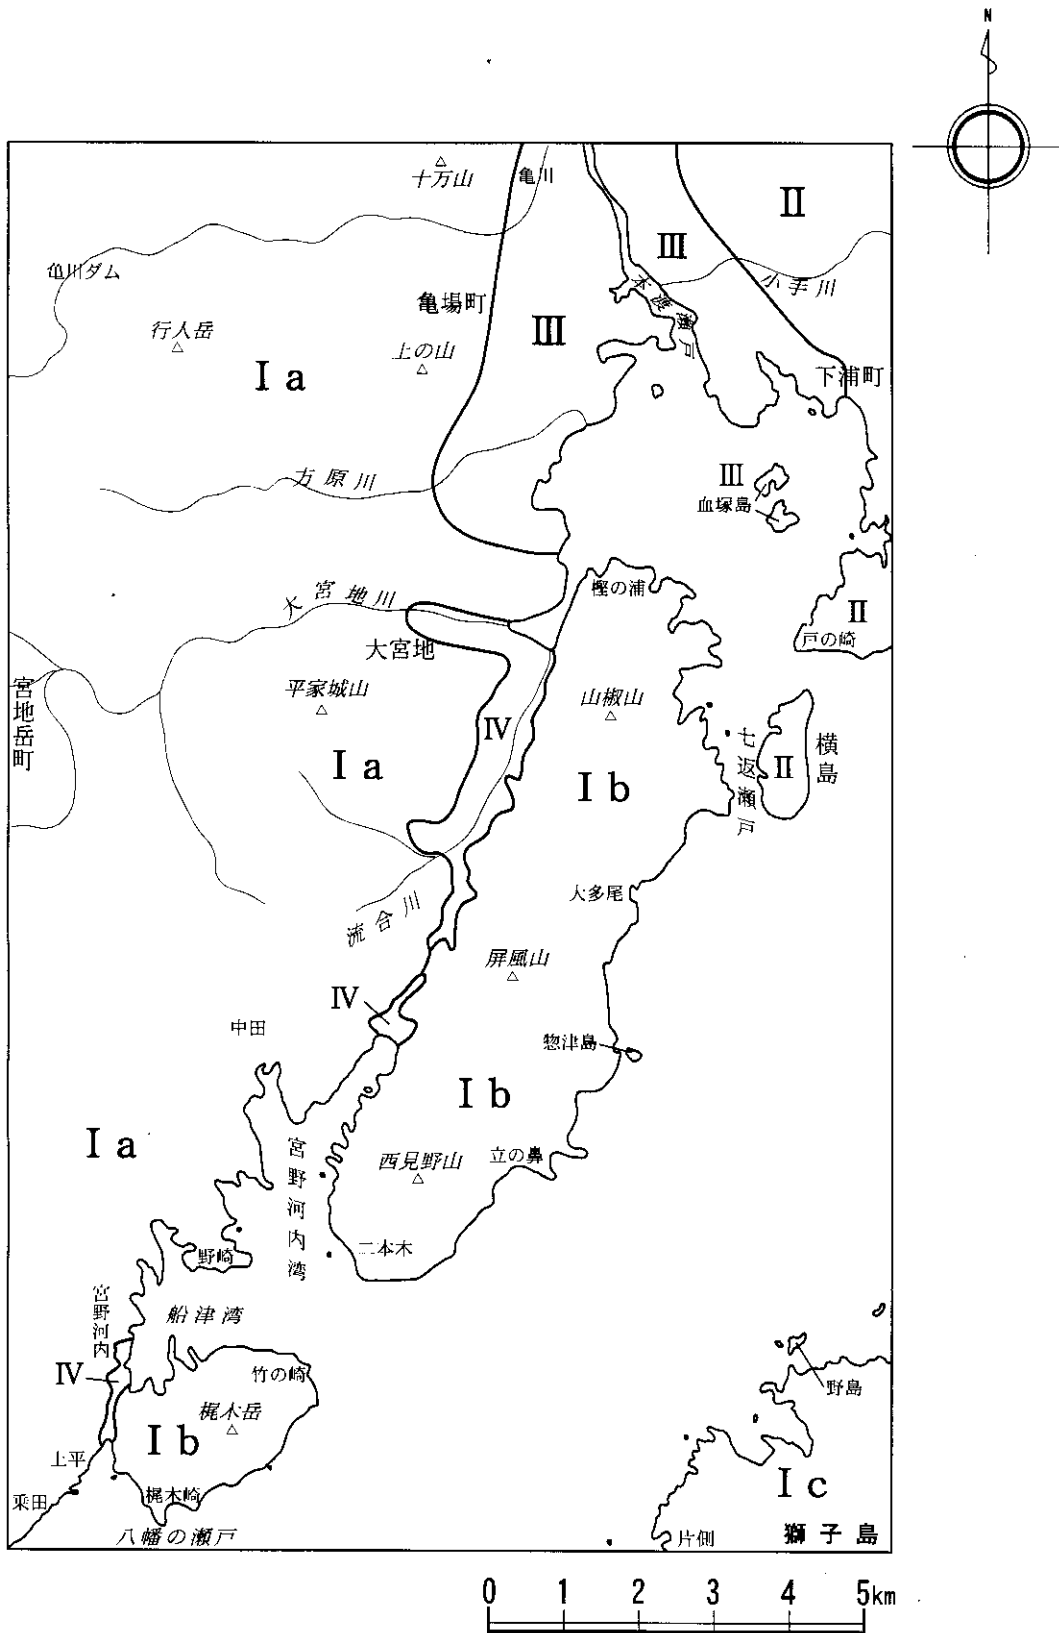 N
十万山
亀川
Ⅱ
亀川ダム
Ⅲ
小手川
本渡瀬戸
亀場町
Ⅲ
行人岳
上の山
Ⅰa
下浦町
方原川
Ⅲ
血塚島
大宮地川
樫の浦
Ⅱ
戸の崎
大宮地
宮地岳町
平家城山
Ⅳ
山椒山
Ⅰa
Ⅰb
七返瀬戸
Ⅱ
横島
流合川
大多尾
屏風山
Ⅳ
中田
惣津島
Ⅰb
Ⅰa
宮野河内湾
西見野山
立の鼻
二本木
野崎
宮野河内
船津湾
Ⅳ
竹の崎
梶木岳
Ⅰb
野島
上平
乗田
梶木崎
Ⅰc
八幡の瀬戸
片側
獅子島
0 1 2 3 4 5km